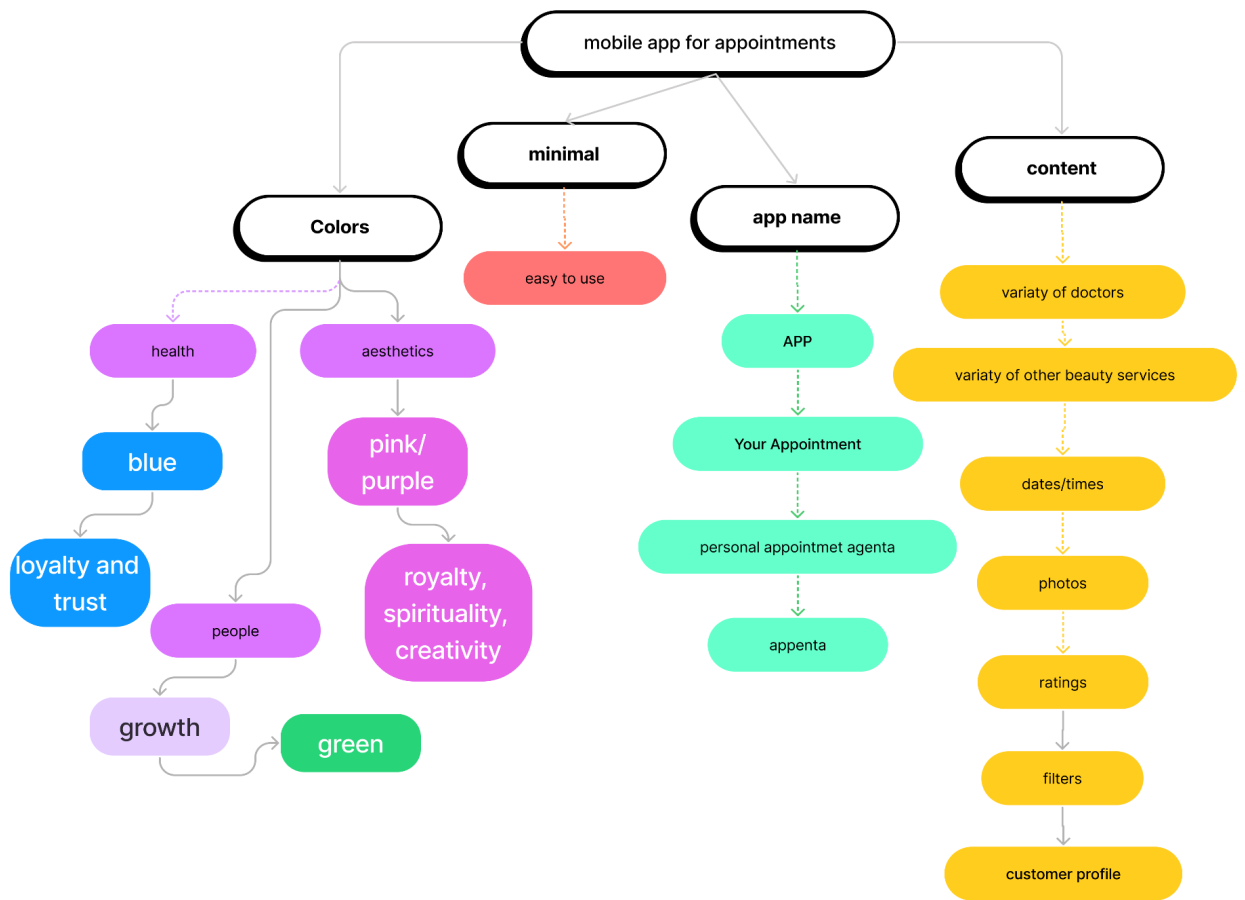 mobile app for appointments
minimal
content
app name
Colors
easy to use
variaty of doctors
APP
health
aesthetics
variaty of other beauty services
pink/
purple
Your Appointment
blue
dates/times
personal appointmet agenta
loyalty and
trust
royalty,
spirituality,
creativity
photos
people
appenta
ratings
growth
green
filters
customer profile